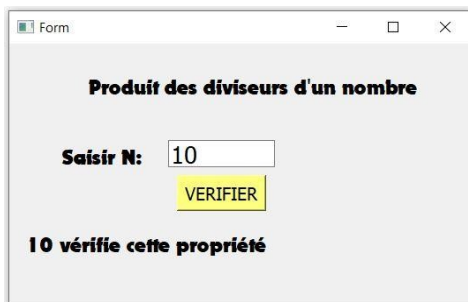 Form
Produit des diviseurs d'un nombre
Saisir N: 10
VERIFIER
10 vérifie cette propriété